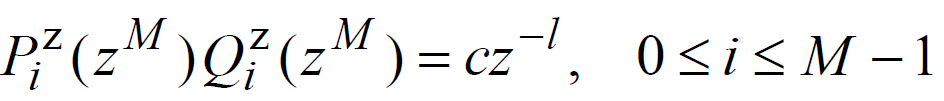 P_i^z(z^M)Q_i^z(z^M) = cz^{-l}, 0 ≤ i ≤ M − 1